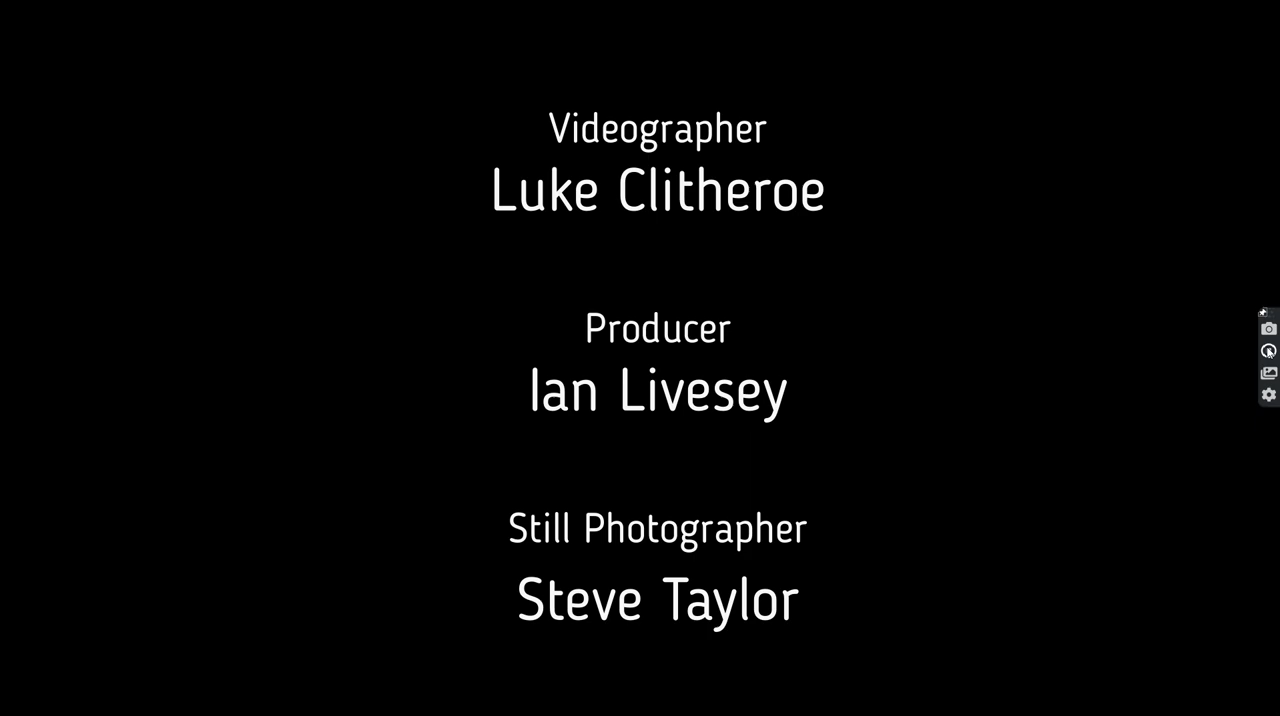 Videographer
Luke Clitheroe
Producer
Ian Livesey
Still Photographer
Steve Taylor